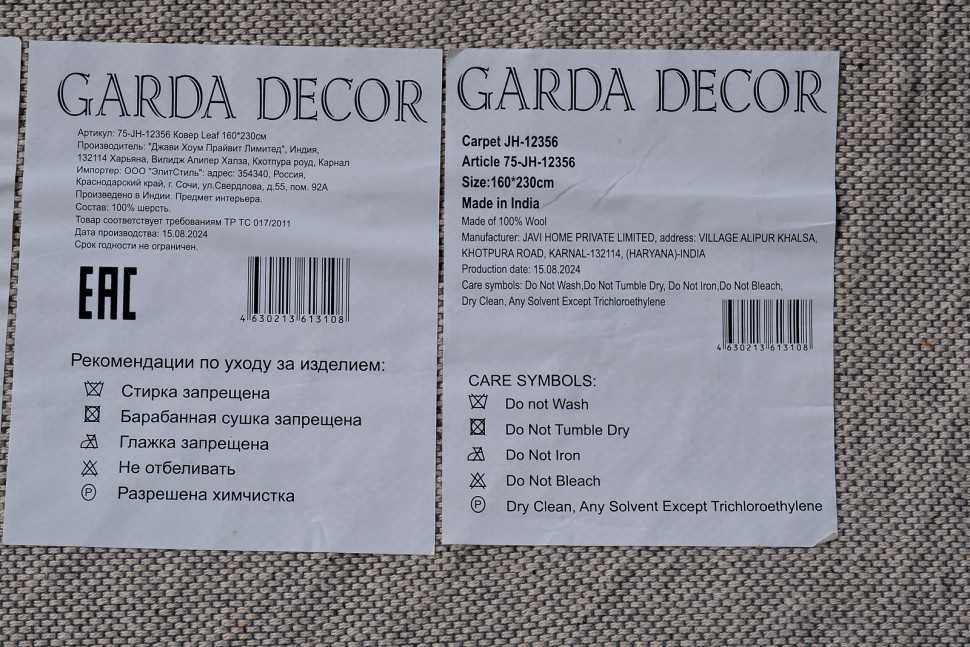 GARDA DECOR
Артикул: 75-JH-12356 Ковер Leaf 160*230см
Производитель: "Джави Хоум Прайвит Лимитед", Индия,
132114 Харьяна, Вилидж Алипер Халза, Кхотпура роуд, Карнал
Импортер: ООО "ЭлитСтиль": адрес: 354340, Россия,
Краснодарский край, г. Сочи, ул.Свердлова, д.55, пом. 92А
Произведено в Индии. Предмет интерьера.
Состав: 100% шерсть.
Товар соответствует требованиям ТР ТС 017/2011
Дата производства: 15.08.2024
Срок годности не ограничен.
EAC
4 630213 613108
Рекомендации по уходу за изделием:
Стирка запрещена
Барабанная сушка запрещена
Глажка запрещена
Не отбеливать
P Разрешена химчистка
GARDA DECOR
Carpet JH-12356
Article 75-JH-12356
Size:160*230cm
Made in India
Made of 100% Wool
Manufacturer: JAVI HOME PRIVATE LIMITED, address: VILLAGE ALIPUR KHALSA,
KHOTPURA ROAD, KARNAL-132114, (HARYANA)-INDIA
Production date: 15.08.2024
Care symbols: Do Not Wash,Do Not Tumble Dry, Do Not Iron,Do Not Bleach,
Dry Clean, Any Solvent Except Trichloroethylene
4 630213 613108
CARE SYMBOLS:
Do not Wash
Do Not Tumble Dry
Do Not Iron
Do Not Bleach
P Dry Clean, Any Solvent Except Trichloroethylene